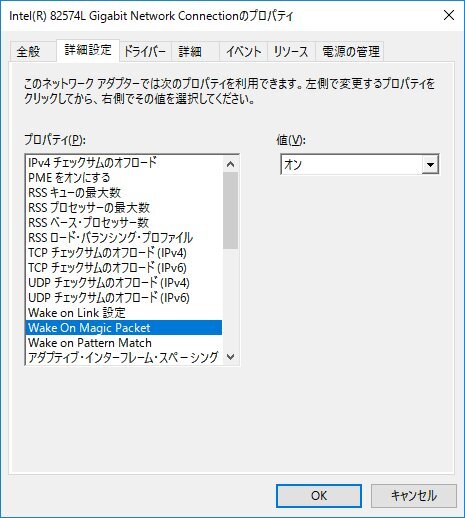 Intel(R) 82574L Gigabit Network Connectionのプロパティ
全般 詳細設定 ドライバー 詳細 イベント リソース 電源の管理
このネットワーク アダプターでは次のプロパティを利用できます。左側で変更するプロパティを
クリックしてから、右側でその値を選択してください。
プロパティ(P): 値(V):
IPv4 チェックサムのオフロード オン
PME をオンにする
RSS キューの最大数
RSS プロセッサーの最大数
RSS ベース・プロセッサー数
RSS ロード・バランシング・プロファイル
TCP チェックサムのオフロード (IPv4)
TCP チェックサムのオフロード (IPv6)
UDP チェックサムのオフロード (IPv4)
UDP チェックサムのオフロード (IPv6)
Wake on Link 設定
Wake On Magic Packet
Wake on Pattern Match
アダプティブ・インターフレーム・スペーシング
OK キャンセル